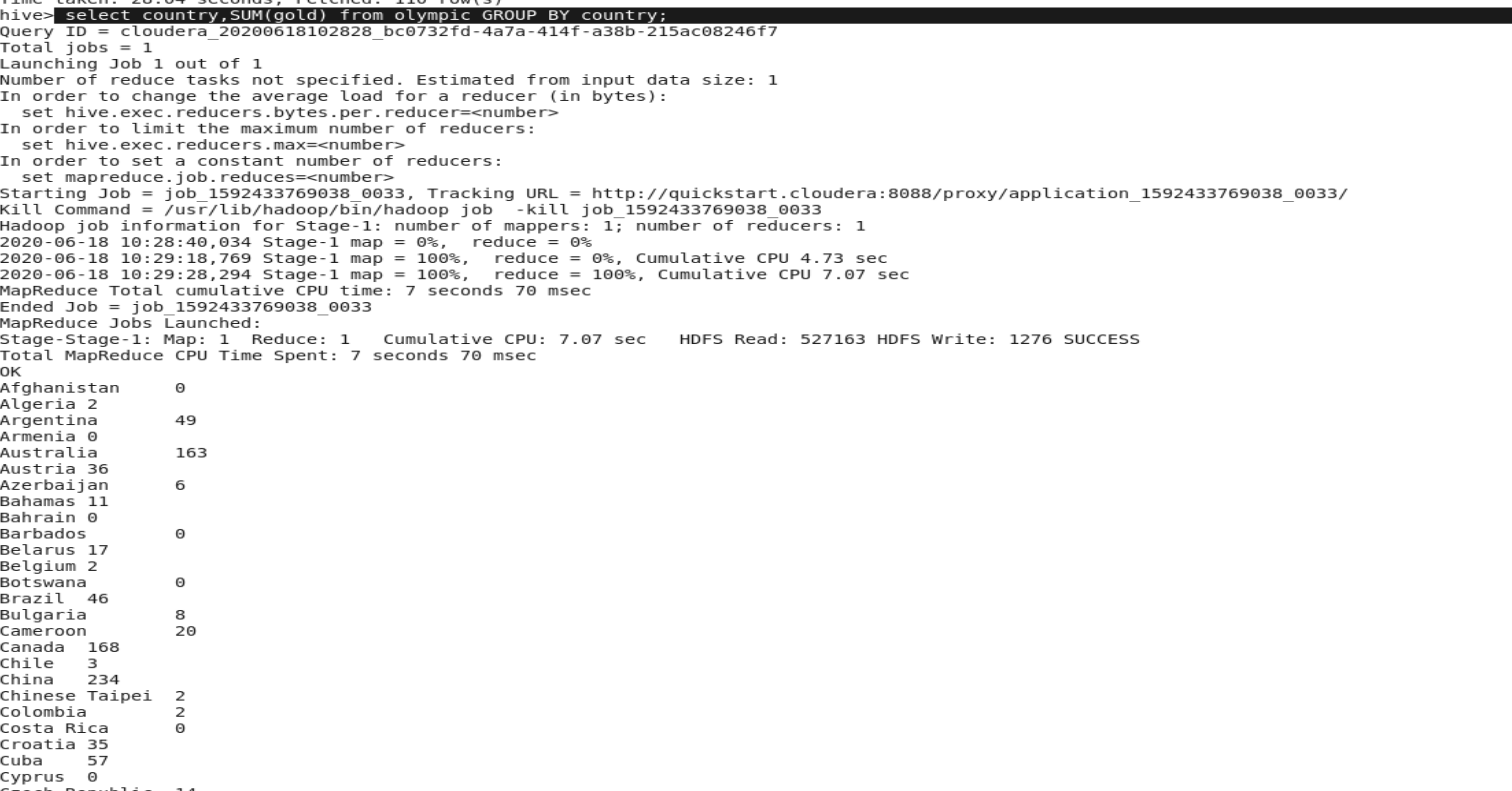 Time taken: 28.04 seconds, Fetched: 116 row(s)
hive> select country,SUM(gold) from olympic GROUP BY country;
Query ID = cloudera_20200618102828_bc0732fd-4a7a-414f-a38b-215ac08246f7
Total jobs = 1
Launching Job 1 out of 1
Number of reduce tasks not specified. Estimated from input data size: 1
In order to change the average load for a reducer (in bytes):
  set hive.exec.reducers.bytes.per.reducer=<number>
In order to limit the maximum number of reducers:
  set hive.exec.reducers.max=<number>
In order to set a constant number of reducers:
  set mapreduce.job.reduces=<number>
Starting Job = job_1592433769038_0033, Tracking URL = http://quickstart.cloudera:8088/proxy/application_1592433769038_0033/
Kill Command = /usr/lib/hadoop/bin/hadoop job  -kill job_1592433769038_0033
Hadoop job information for Stage-1: number of mappers: 1; number of reducers: 1
2020-06-18 10:28:40,034 Stage-1 map = 0%,  reduce = 0%
2020-06-18 10:29:18,769 Stage-1 map = 100%,  reduce = 0%, Cumulative CPU 4.73 sec
2020-06-18 10:29:28,294 Stage-1 map = 100%,  reduce = 100%, Cumulative CPU 7.07 sec
MapReduce Total cumulative CPU time: 7 seconds 70 msec
Ended Job = job_1592433769038_0033
MapReduce Jobs Launched:
Stage-Stage-1: Map: 1  Reduce: 1   Cumulative CPU: 7.07 sec   HDFS Read: 527163 HDFS Write: 1276 SUCCESS
Total MapReduce CPU Time Spent: 7 seconds 70 msec
OK
Afghanistan	0
Algeria	2
Argentina	49
Armenia	0
Australia	163
Austria	36
Azerbaijan	6
Bahamas	11
Bahrain	0
Barbados	0
Belarus	17
Belgium	2
Botswana	0
Brazil	46
Bulgaria	8
Cameroon	20
Canada	168
Chile	3
China	234
Chinese Taipei	2
Colombia	2
Costa Rica	0
Croatia	35
Cuba	57
Cyprus	0
Czech Republic	14